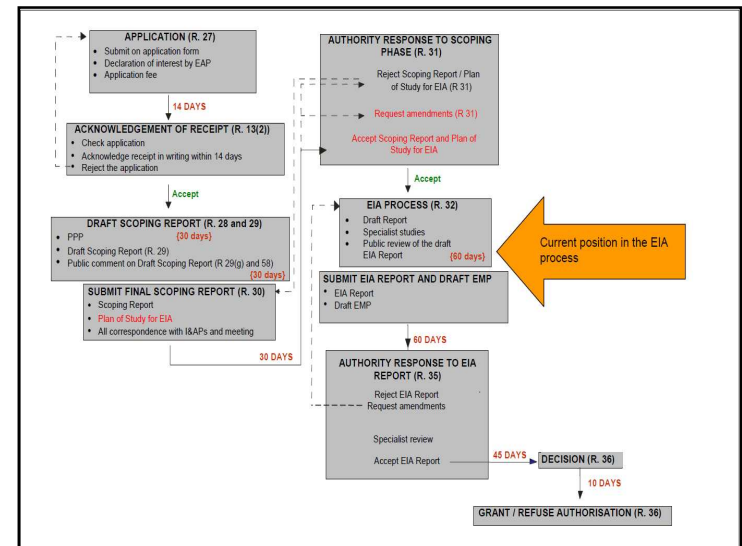 APPLICATION (R. 27)
• Submit on application form
• Declaration of interest by EAP
• Application fee
14 DAYS
ACKNOWLEDGEMENT OF RECEIPT (R. 13(2))
• Check application
• Acknowledge receipt in writing within 14 days
• Reject the application
Accept
DRAFT SCOPING REPORT (R. 28 and 29)
• PPP {30 days}
• Draft Scoping Report (R. 29)
• Public comment on Draft Scoping Report (R 29(g) and 58)
{30 days}
SUBMIT FINAL SCOPING REPORT (R. 30)
• Scoping Report
• Plan of Study for EIA
• All correspondence with I&APs and meeting
30 DAYS
AUTHORITY RESPONSE TO SCOPING
PHASE (R. 31)
Reject Scoping Report / Plan
of Study for EIA (R 31)
Request amendments (R 31)
Accept Scoping Report and Plan of
Study for EIA
Accept
EIA PROCESS (R. 32)
• Draft Report
• Specialist studies
• Public review of the draft
EIA Report {60 days}
Current position in the EIA
process
SUBMIT EIA REPORT AND DRAFT EMP
• EIA Report
• Draft EMP
60 DAYS
AUTHORITY RESPONSE TO EIA
REPORT (R. 35)
Reject EIA Report
Request amendments
Specialist review
Accept EIA Report
45 DAYS
DECISION (R. 36)
10 DAYS
GRANT / REFUSE AUTHORISATION (R. 36)